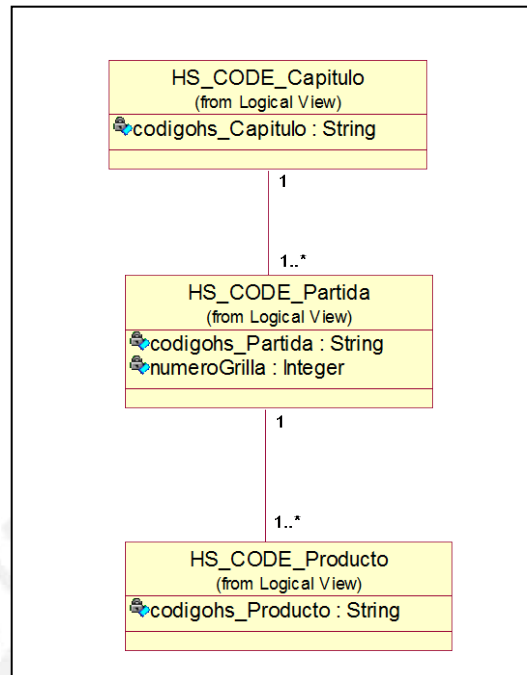 HS_CODE_Capitulo
(from Logical View)
codigohs_Capitulo : String
1
1..*
HS_CODE_Partida
(from Logical View)
codigohs_Partida : String
numeroGrilla : Integer
1
1..*
HS_CODE_Producto
(from Logical View)
codigohs_Producto : String